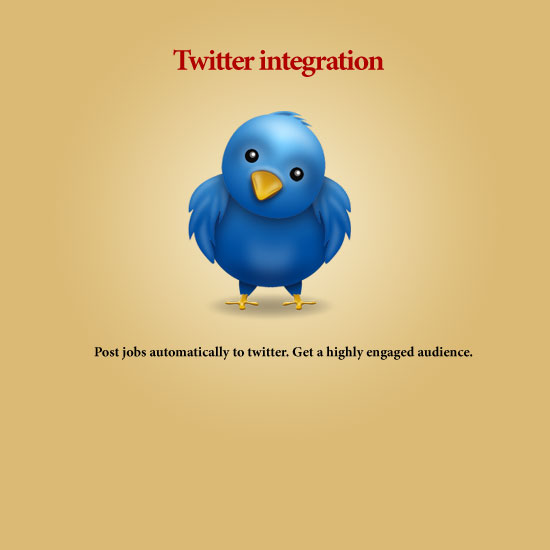 Twitter integration
Post jobs automatically to twitter. Get a highly engaged audience.